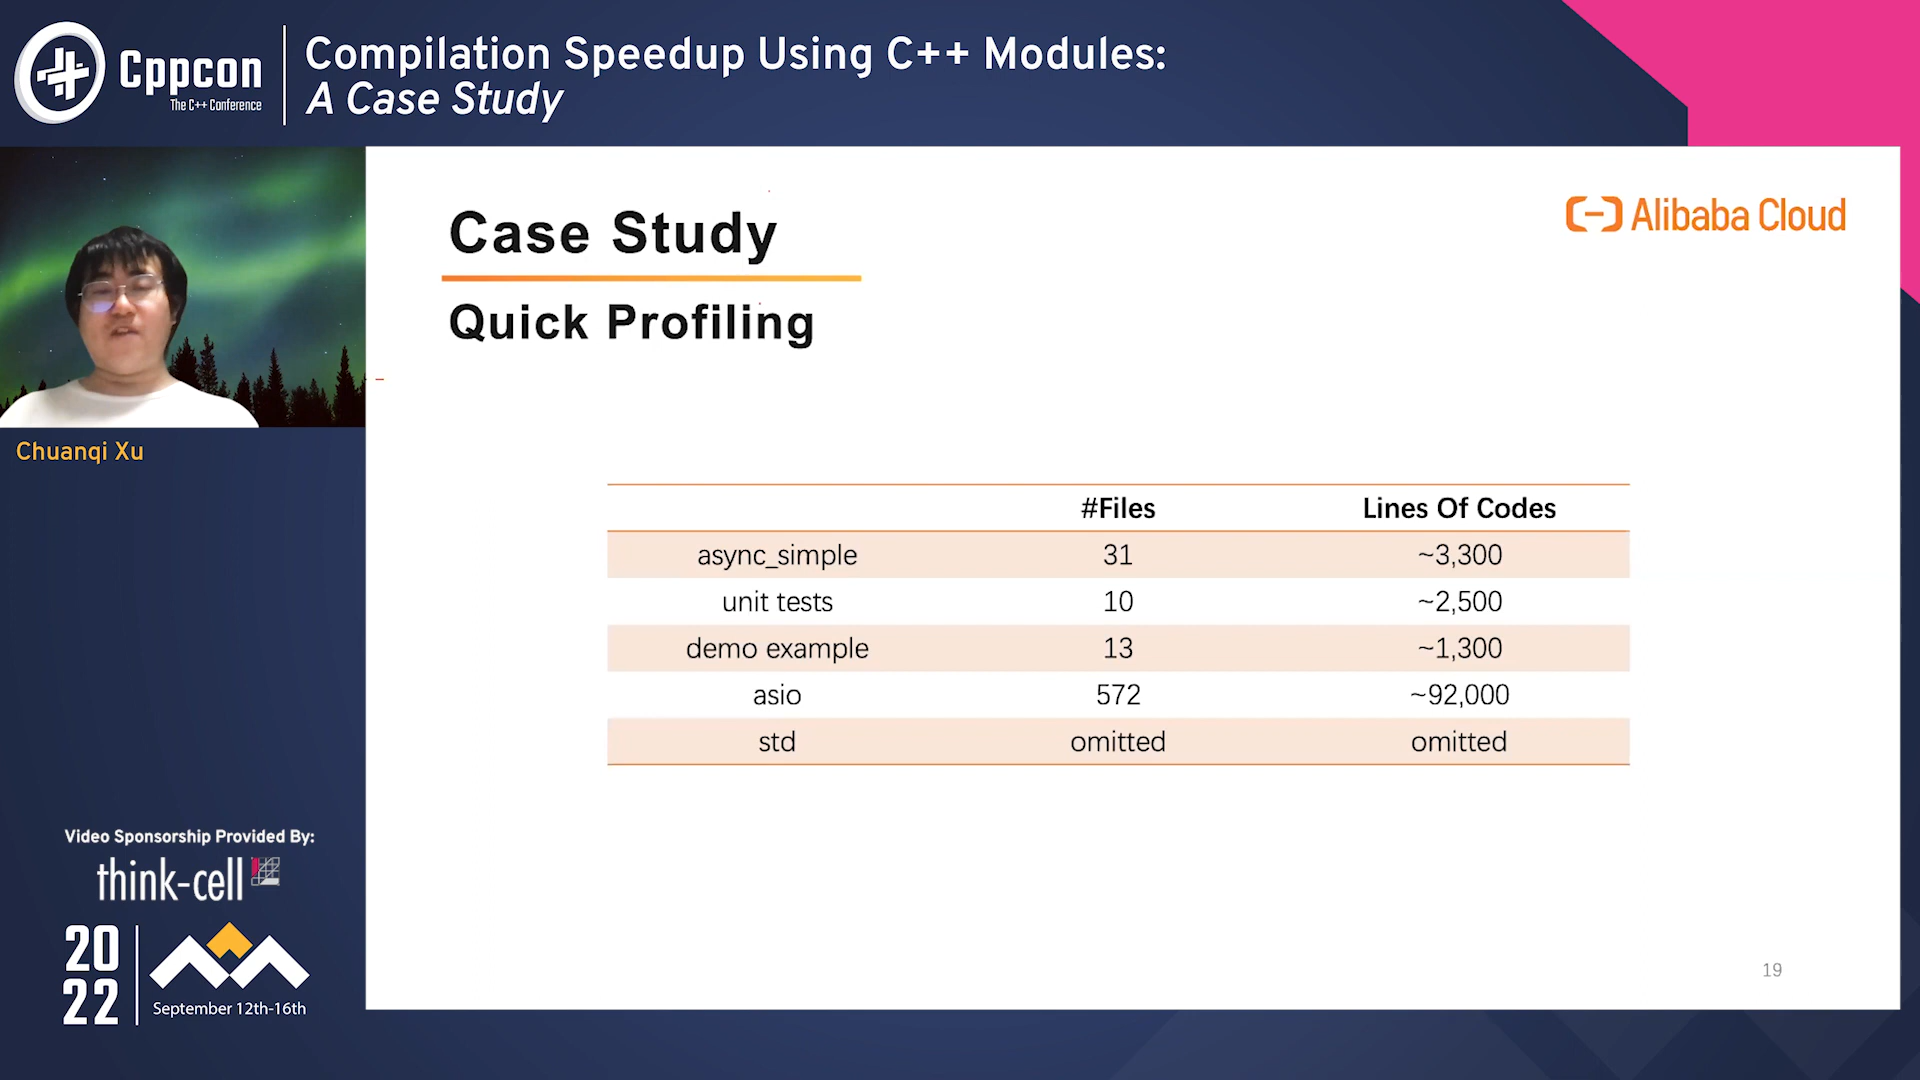 Cppcon
The C++ Conference
Compilation Speedup Using C++ Modules:
A Case Study
Chuanqi Xu
Case Study
Alibaba Cloud
Quick Profiling
#Files Lines Of Codes
async_simple 31 ~3,300
unit tests 10 ~2,500
demo example 13 ~1,300
asio 572 ~92,000
std omitted omitted
19
Video Sponsorship Provided By:
think-cell
20
22
September 12th-16th